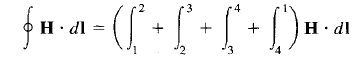 ∮ H · dl = (∫₁² + ∫₂³ + ∫₃⁴ + ∫₄¹) H · dl